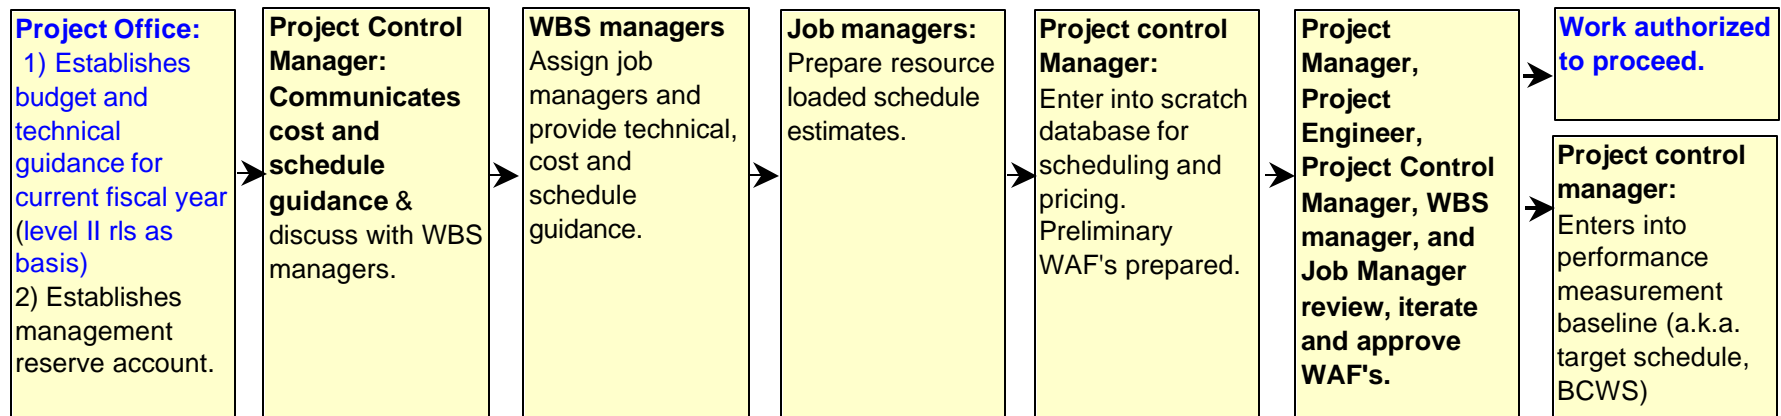 Project Office:
1) Establishes
budget and
technical
guidance for
current fiscal year
(level II rls as
basis)
2) Establishes
management
reserve account.
Project Control
Manager:
Communicates
cost and
schedule
guidance &
discuss with WBS
managers.
WBS managers
Assign job
managers and
provide technical,
cost and
schedule
guidance.
Job managers:
Prepare resource
loaded schedule
estimates.
Project control
Manager:
Enter into scratch
database for
scheduling and
pricing.
Preliminary
WAF's prepared.
Project
Manager,
Project
Engineer,
Project Control
Manager, WBS
manager, and
Job Manager
review, iterate
and approve
WAF's.
Work authorized
to proceed.
Project control
manager:
Enters into
performance
measurement
baseline (a.k.a.
target schedule,
BCWS)